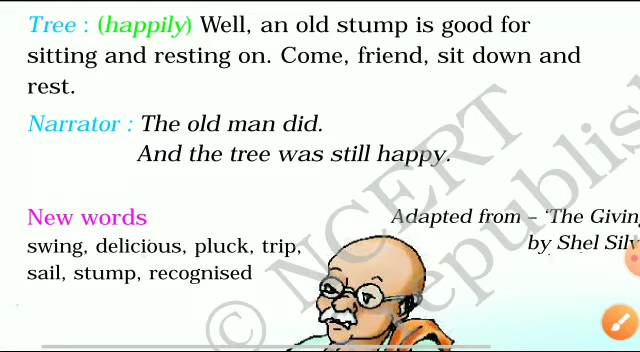 Tree : (happily) Well, an old stump is good for
sitting and resting on. Come, friend, sit down and
rest.
Narrator : The old man did.
And the tree was still happy.
New words
swing, delicious, pluck, trip,
sail, stump, recognised
Adapted from – ‘The Givin
by Shel Silv
© NCERT
republis